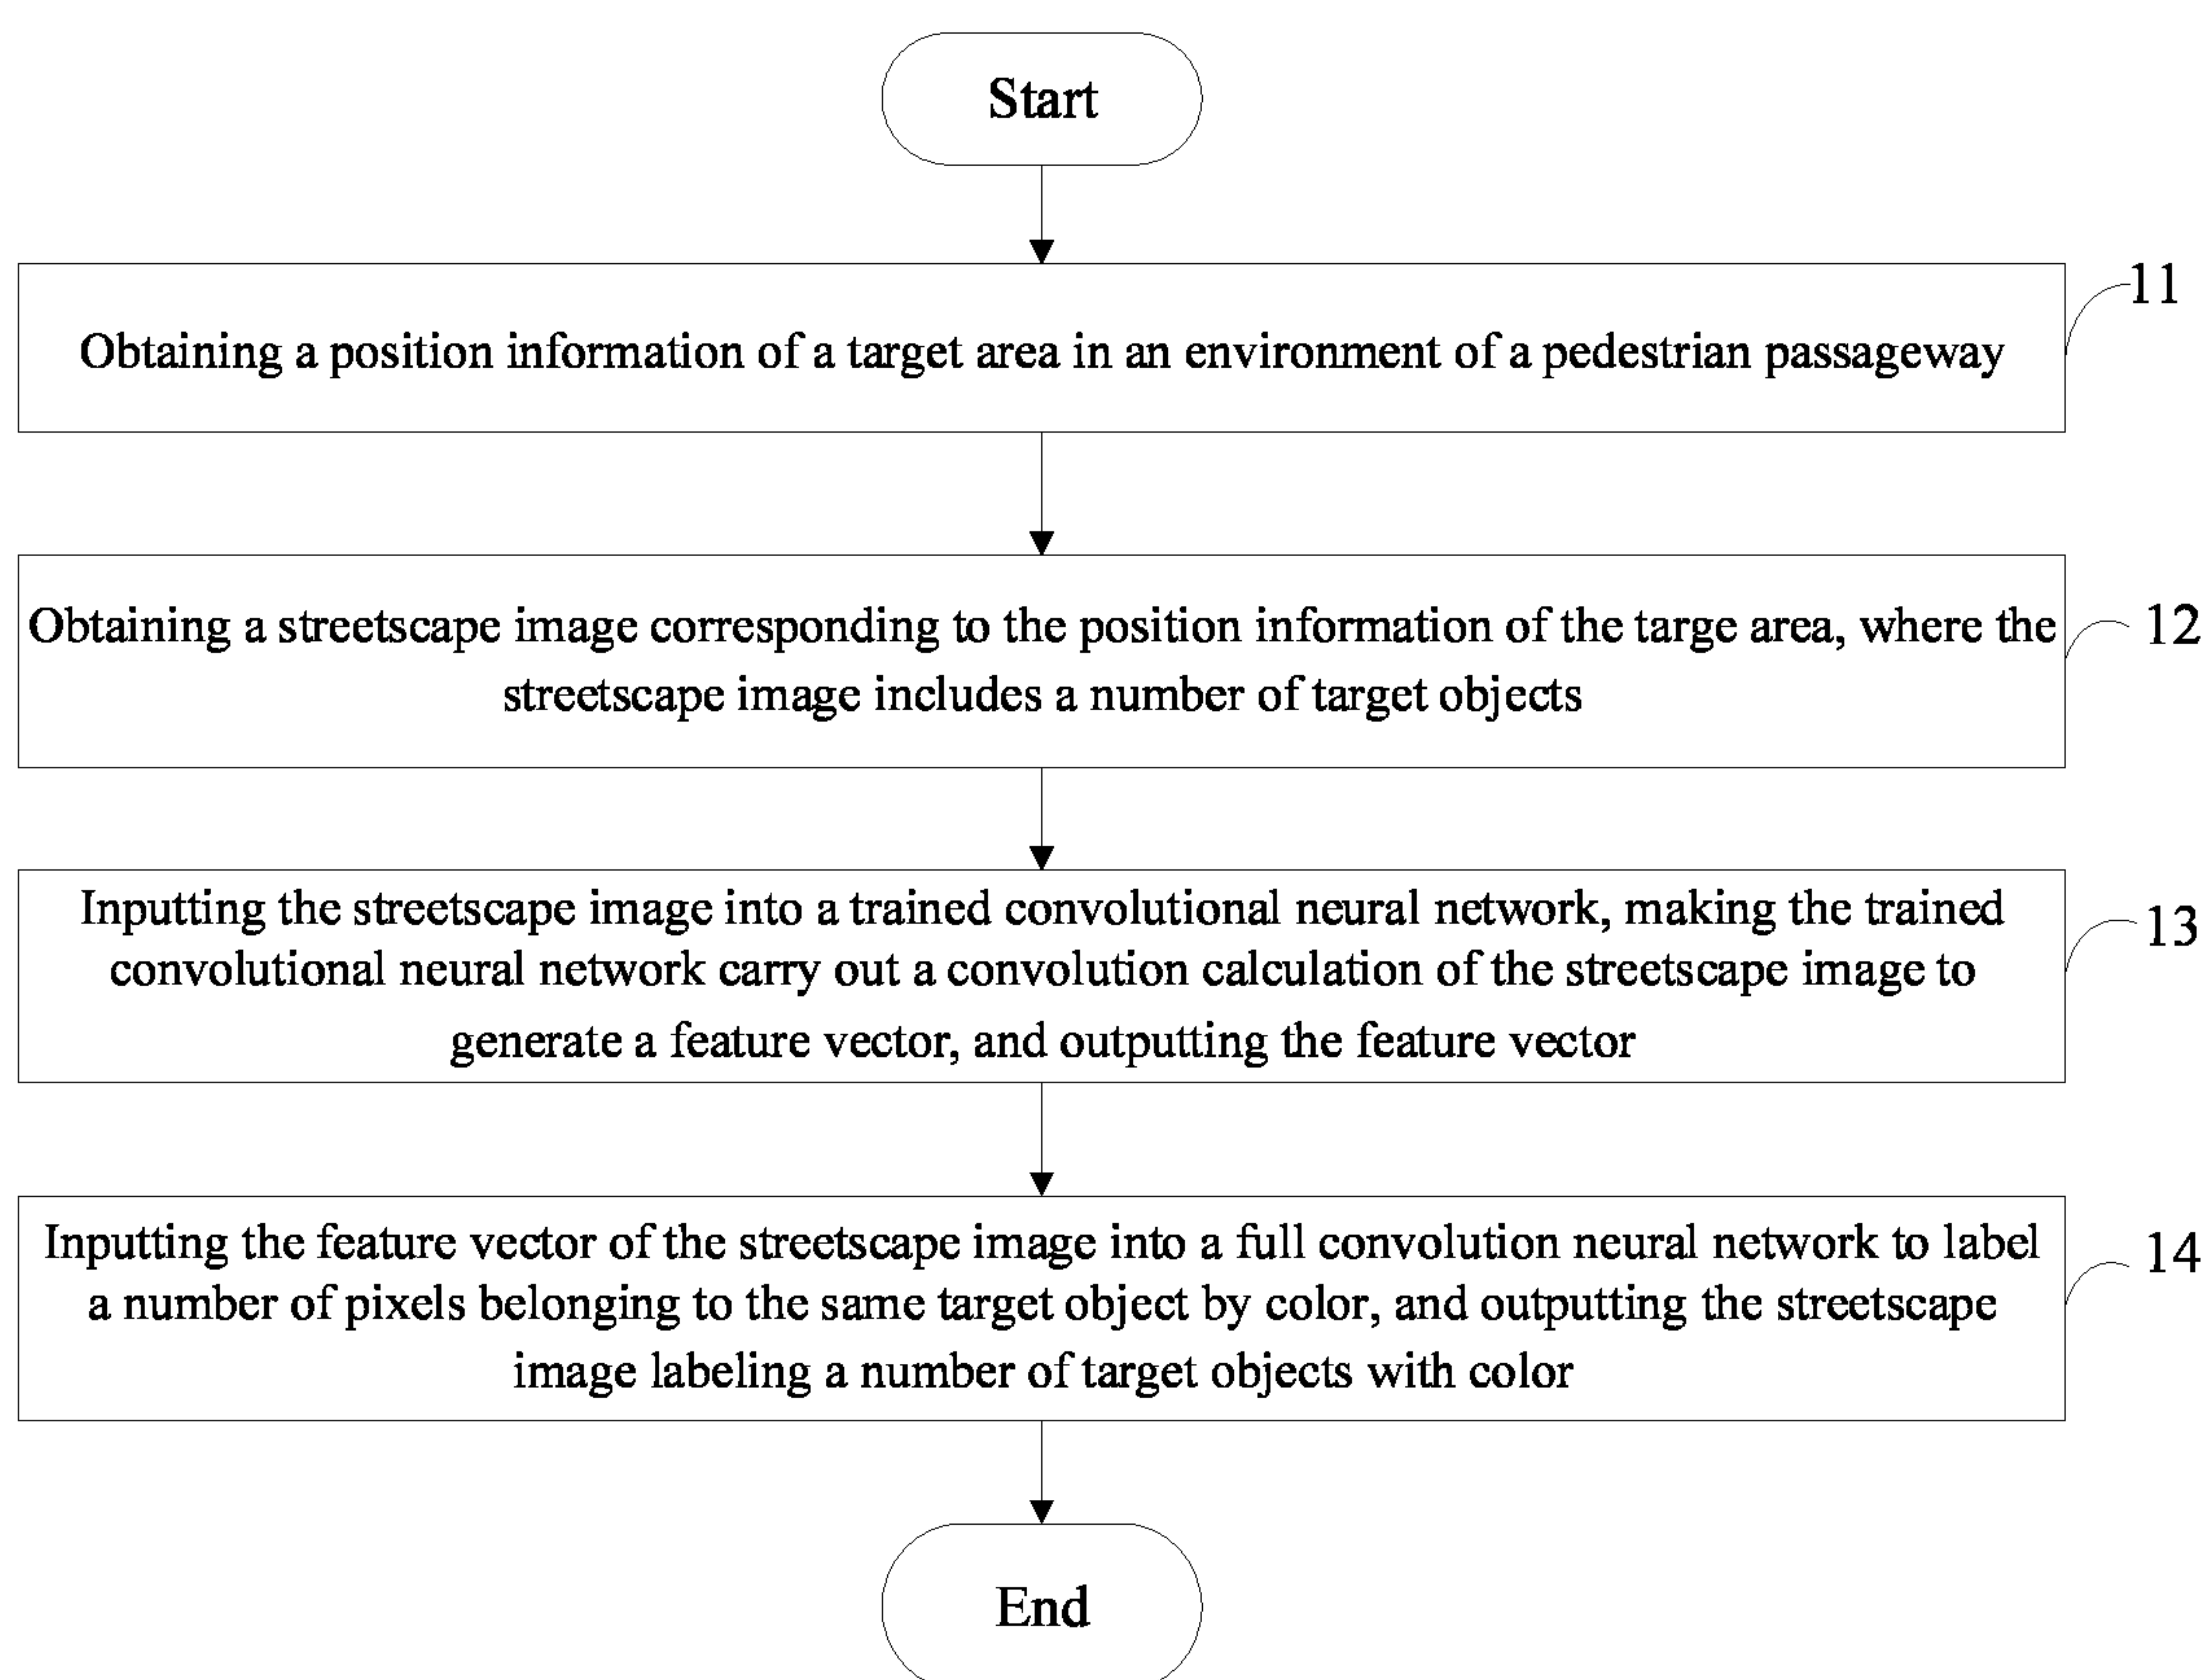 Start
11
Obtaining a position information of a target area in an environment of a pedestrian passageway
Obtaining a streetscape image corresponding to the position information of the targe area, where the
12
streetscape image includes a number of target objects
Inputting the streetscape image into a trained convolutional neural network, making the trained
13
convolutional neural network carry out a convolution calculation of the streetscape image to
generate a feature vector, and outputting the feature vector
Inputting the feature vector of the streetscape image into a full convolution neural network to label
14
a number of pixels belonging to the same target object by color, and outputting the streetscape
image labeling a number of target objects with color
End